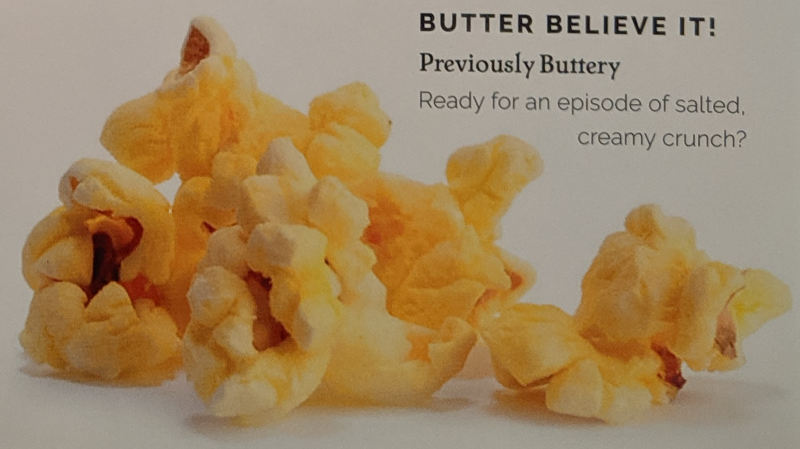 BUTTER BELIEVE IT!
Previously Buttery
Ready for an episode of salted,
creamy crunch?